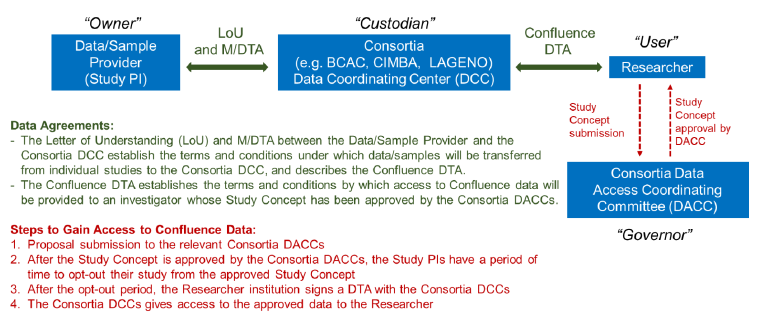 “Owner”
Data/Sample
Provider
(Study PI)
LoU
and M/DTA
“Custodian”
Consortia
(e.g. BCAC, CIMBA, LAGENO)
Data Coordinating Center (DCC)
Confluence
DTA
“User”
Researcher
Study
Concept
submission
Study
Concept
approval by
DACC
Consortia Data
Access Coordinating
Committee (DACC)
“Governor”
Data Agreements:
- The Letter of Understanding (LoU) and M/DTA between the Data/Sample Provider and the
Consortia DCC establish the terms and conditions under which data/samples will be transferred
from individual studies to the Consortia DCC, and describes the Confluence DTA.
- The Confluence DTA establishes the terms and conditions by which access to Confluence data will
be provided to an investigator whose Study Concept has been approved by the Consortia DACCs.
Steps to Gain Access to Confluence Data:
1. Proposal submission to the relevant Consortia DACCs
2. After the Study Concept is approved by the Consortia DACCs, the Study PIs have a period of
time to opt-out their study from the approved Study Concept
3. After the opt-out period, the Researcher institution signs a DTA with the Consortia DCCs
4. The Consortia DCCs gives access to the approved data to the Researcher